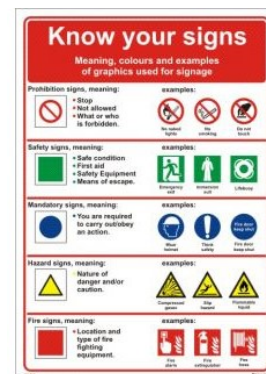 Know your signs
Meaning, colours and examples
of graphics used for signage
Prohibition signs, meaning:
examples:
• Stop
• Not allowed
• What or who
is forbidden.
No naked
lights
No
smoking
Do not
touch
Safety signs, meaning:
examples:
• Safe condition
• First aid
• Safety Equipment
• Means of escape.
Emergency
exit
Lifebuoy
Mandatory signs, meaning:
examples:
• You are required
to carry out/obey
an action.
Wear
helmet
Think
safety
Fire door
keep shut
Fire door
keep shut
Hazard signs, meaning:
examples:
• Nature of
danger and/or
caution.
Compressed
gases
Slip
hazard
Flammable
liquid
Fire signs, meaning:
examples:
• Location and
type of fire
fighting
equipment.
Fire
alarm
Fire
extinguisher
Fire
hose